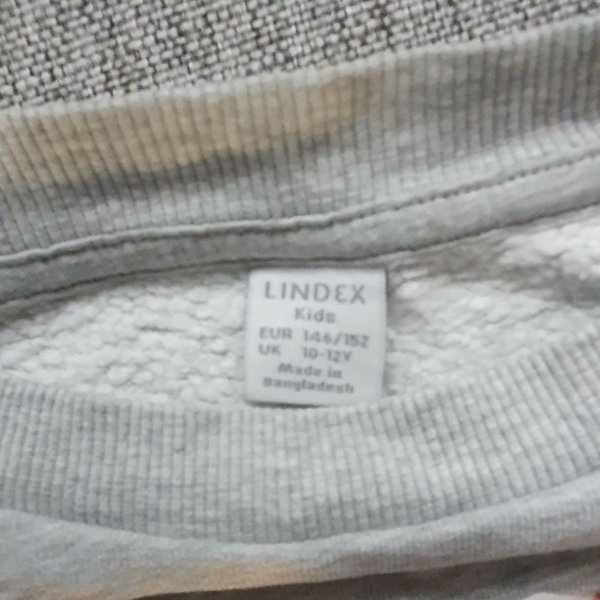 LINDEX
Kids
EUR 146/152
UK 10-12Y
Made in
Bangladesh